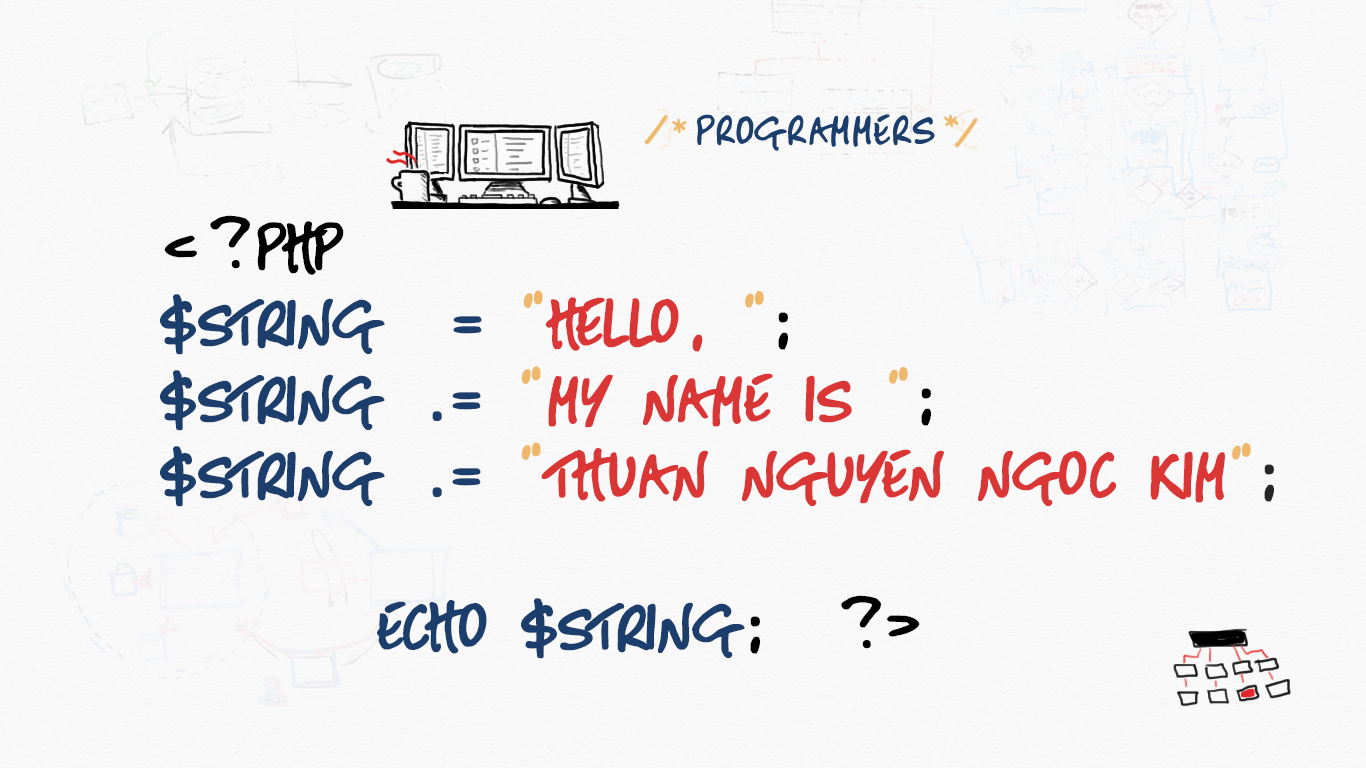 /*PROGRAMMERS*/
<?PHP
$STRING = "HELLO, ";
$STRING .= "MY NAME IS ";
$STRING .= "THUAN NGUYEN NGOC KIM";
ECHO $STRING; ?>